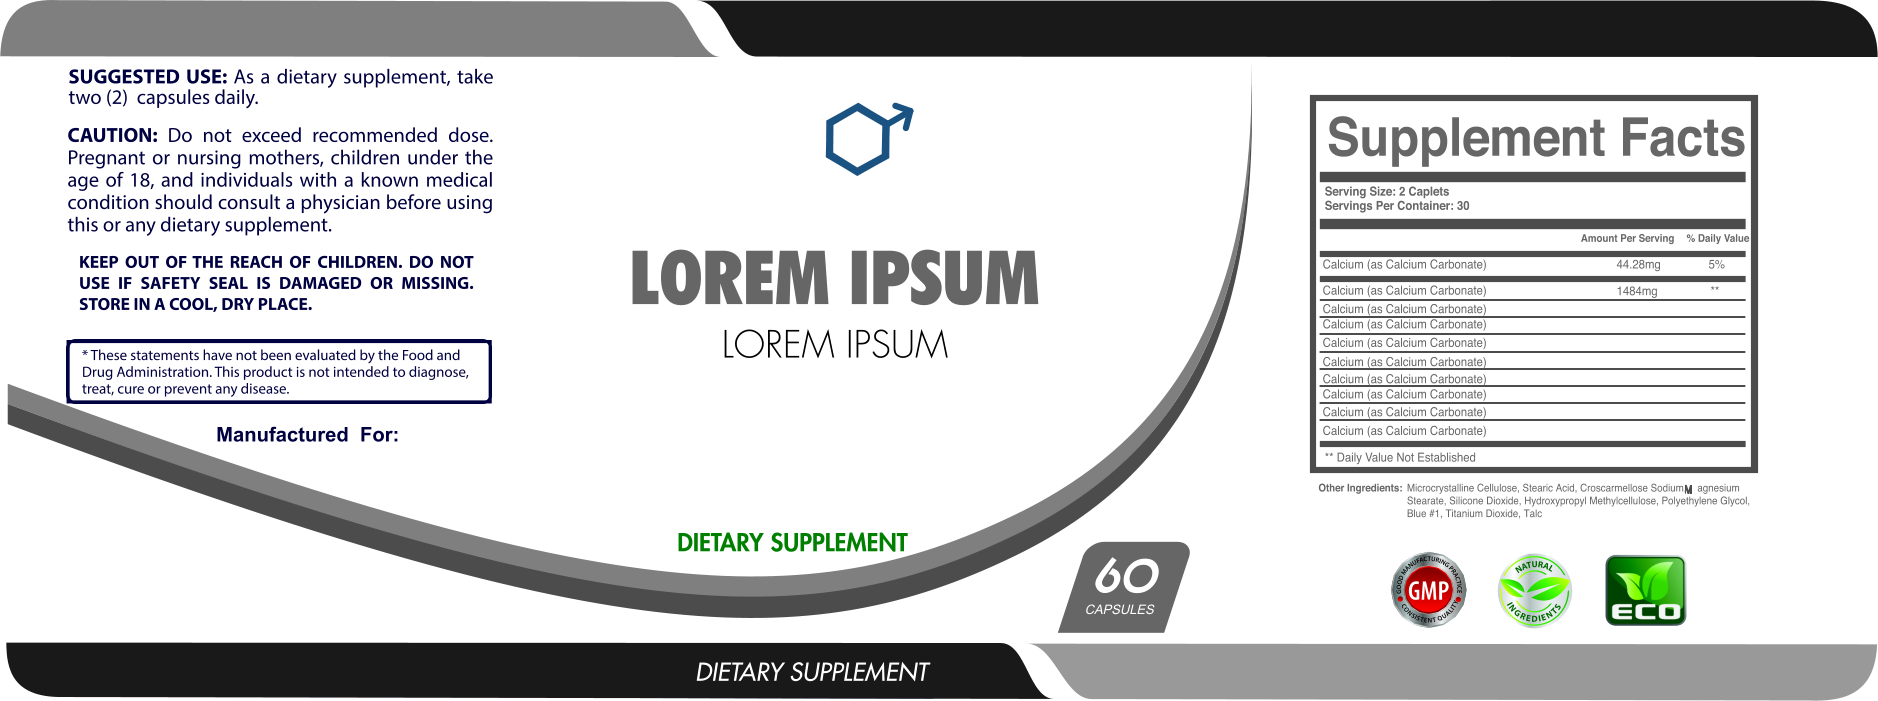 SUGGESTED USE: As a dietary supplement, take
two (2) capsules daily.
CAUTION: Do not exceed recommended dose.
Pregnant or nursing mothers, children under the
age of 18, and individuals with a known medical
condition should consult a physician before using
this or any dietary supplement.
KEEP OUT OF THE REACH OF CHILDREN. DO NOT
USE IF SAFETY SEAL IS DAMAGED OR MISSING.
STORE IN A COOL, DRY PLACE.
* These statements have not been evaluated by the Food and
Drug Administration. This product is not intended to diagnose,
treat, cure or prevent any disease.
Manufactured For:
LOREM IPSUM
LOREM IPSUM
DIETARY SUPPLEMENT
60
CAPSULES
DIETARY SUPPLEMENT
Supplement Facts
Serving Size: 2 Caplets
Servings Per Container: 30
Amount Per Serving % Daily Value
Calcium (as Calcium Carbonate) 44.28mg 5%
Calcium (as Calcium Carbonate) 1484mg **
Calcium (as Calcium Carbonate)
Calcium (as Calcium Carbonate)
Calcium (as Calcium Carbonate)
Calcium (as Calcium Carbonate)
Calcium (as Calcium Carbonate)
Calcium (as Calcium Carbonate)
Calcium (as Calcium Carbonate)
Calcium (as Calcium Carbonate)
** Daily Value Not Established
Other Ingredients: Microcrystalline Cellulose, Stearic Acid, Croscarmellose Sodium M agnesium
Stearate, Silicone Dioxide, Hydroxypropyl Methylcellulose, Polyethylene Glycol,
Blue #1, Titanium Dioxide, Talc
GOOD MANUFACTURING PRACTICE
GMP
CONSISTENT QUALITY
NATURAL
INGREDIENTS
ECO